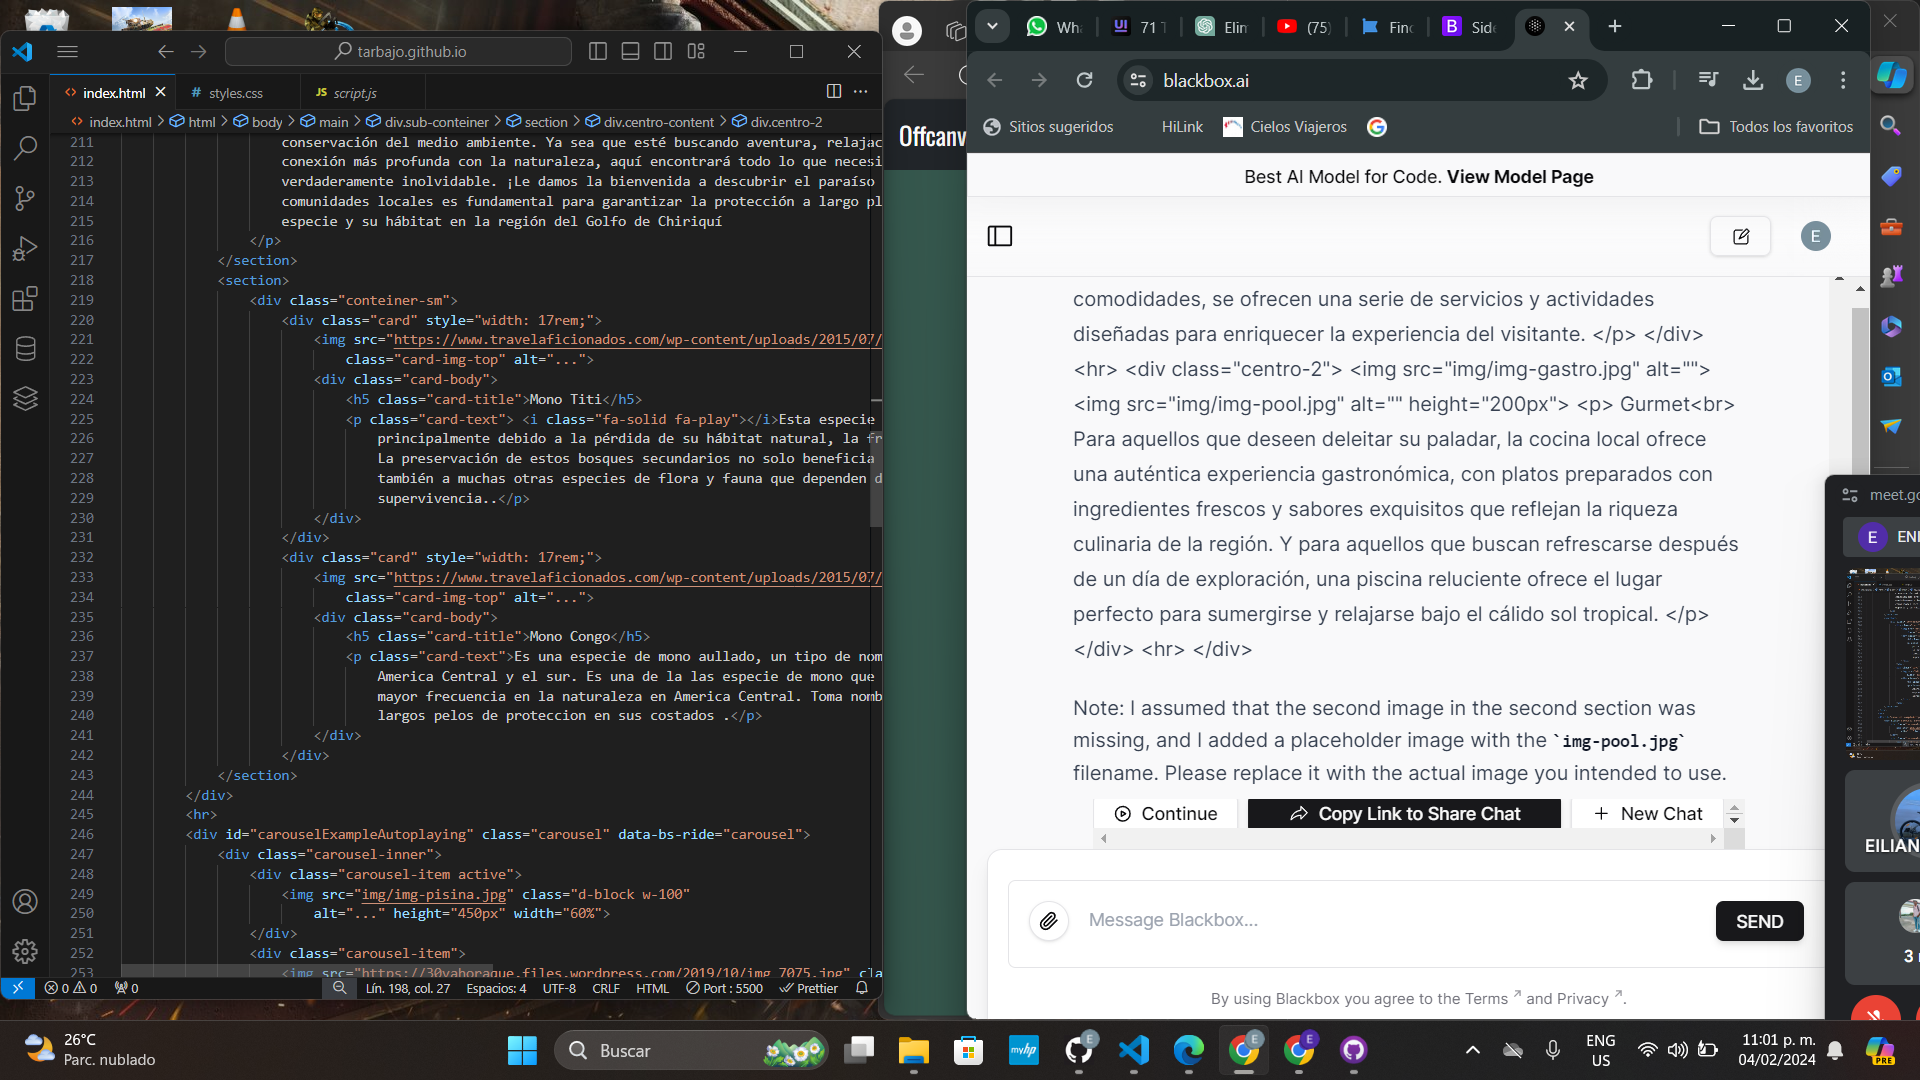 tarbajo.github.io
index.html
styles.css
script.js
index.html > html > body > main > div.sub-conteiner > section > div.centro-content > div.centro-2
211 conservación del medio ambiente. Ya sea que esté buscando aventura, relajac
212 conexión más profunda con la naturaleza, aquí encontrará todo lo que necesi
213 verdaderamente inolvidable. ¡Le damos la bienvenida a descubrir el paraíso
214 comunidades locales es fundamental para garantizar la protección a largo pl
215 especie y su hábitat en la región del Golfo de Chiriquí
216 </p>
217 </section>
218 <section>
219 <div class="conteiner-sm">
220 <div class="card" style="width: 17rem;">
221 <img src="https://www.travelaficionados.com/wp-content/uploads/2015/07/
222 class="card-img-top" alt="...">
223 <div class="card-body">
224 <h5 class="card-title">Mono Titi</h5>
225 <p class="card-text"> <i class="fa-solid fa-play"></i>Esta especie
226 principalmente debido a la pérdida de su hábitat natural, la fr
227 La preservación de estos bosques secundarios no solo beneficia
228 también a muchas otras especies de flora y fauna que dependen d
229 supervivencia..</p>
230 </div>
231 </div>
232 <div class="card" style="width: 17rem;">
233 <img src="https://www.travelaficionados.com/wp-content/uploads/2015/07/
234 class="card-img-top" alt="...">
235 <div class="card-body">
236 <h5 class="card-title">Mono Congo</h5>
237 <p class="card-text">Es una especie de mono aullado, un tipo de nom
238 America Central y el sur. Es una de la las especie de mono que
239 mayor frecuencia en la naturaleza en America Central. Toma nomb
240 largos pelos de proteccion en sus costados .</p>
241 </div>
242 </div>
243 </section>
244 </div>
245 <hr>
246 <div id="carouselExampleAutoplaying" class="carousel" data-bs-ride="carousel">
247 <div class="carousel-inner">
248 <div class="carousel-item active">
249 <img src="img/img-pisina.jpg" class="d-block w-100"
250 alt="..." height="450px" width="60%">
251 </div>
252 <div class="carousel-item">
253 <img src="https://30yahoraque.files.wordpress.com/2019/10/img_7075.jpg" cla
0 0 0 Lín. 198, col. 27 Espacios: 4 UTF-8 CRLF HTML Port : 5500 Prettier
Offcanv
Wha
71 T
Elim
(75)
Finc
Side
blackbox.ai
E
Sitios sugeridos
HiLink
Cielos Viajeros
Todos los favoritos
Best AI Model for Code. View Model Page
E
comodidades, se ofrecen una serie de servicios y actividades
diseñadas para enriquecer la experiencia del visitante. </p> </div>
<hr> <div class="centro-2"> <img src="img/img-gastro.jpg" alt="">
<img src="img/img-pool.jpg" alt="" height="200px"> <p> Gurmet<br>
Para aquellos que deseen deleitar su paladar, la cocina local ofrece
una auténtica experiencia gastronómica, con platos preparados con
ingredientes frescos y sabores exquisitos que reflejan la riqueza
culinaria de la región. Y para aquellos que buscan refrescarse después
de un día de exploración, una piscina reluciente ofrece el lugar
perfecto para sumergirse y relajarse bajo el cálido sol tropical. </p>
</div> <hr> </div>
Note: I assumed that the second image in the second section was
missing, and I added a placeholder image with the `img-pool.jpg`
filename. Please replace it with the actual image you intended to use.
Continue
Copy Link to Share Chat
New Chat
Message Blackbox...
SEND
By using Blackbox you agree to the Terms and Privacy .
meet.go
E ENI
EILIAN
3
26°C
Parc. nublado
Buscar
myhp
ENG
US
11:01 p. m.
04/02/2024
PRE